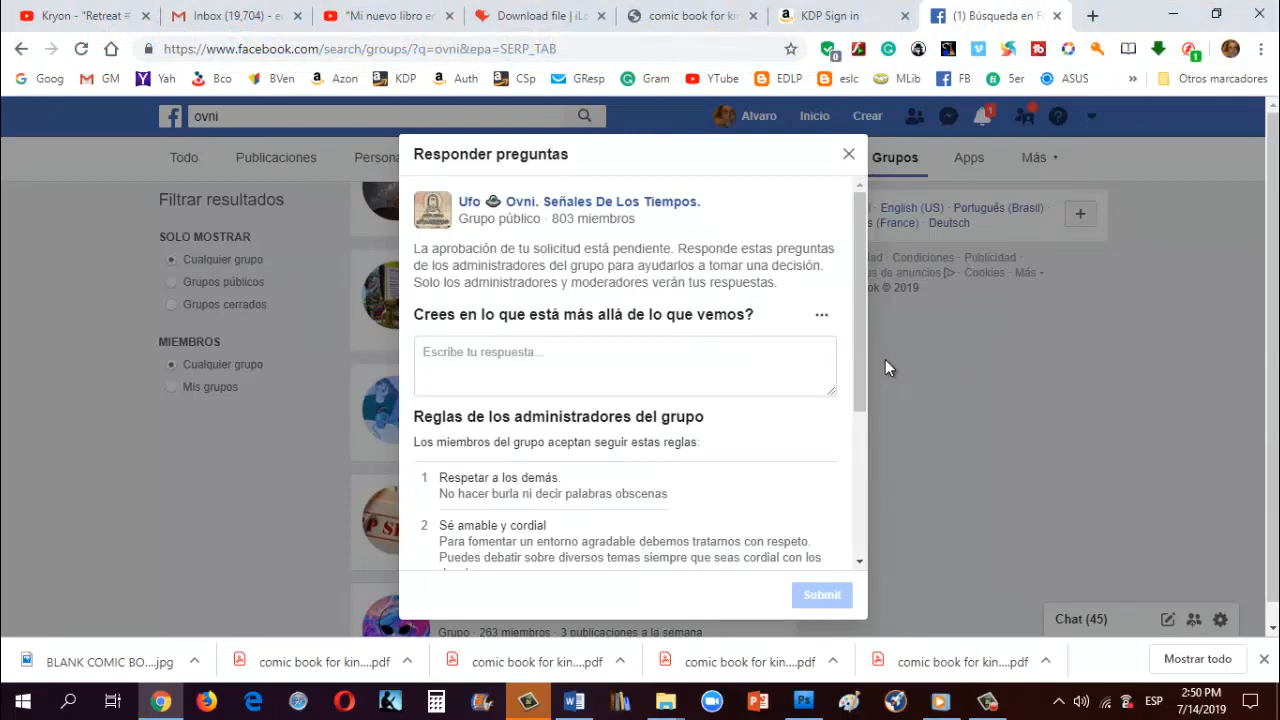 Kryon - "Retreat =
Inbox (19,704) - e
"Mi nuevo libro en
Download file | iLo
comic book for kin
KDP Sign in
(1) Búsqueda en F
https://www.facebook.com/search/groups/?q=ovni&epa=SERP_TAB
0
1
Goog
GM
Yah
Bco
BVen
Azon
KDP
Auth
CSp
GResp
Gram
YTube
EDLP
eslc
MLib
FB
5er
ASUS
»
Otros marcadores
ovni
Alvaro
Inicio
Crear
1
Todo
Publicaciones
Persona
Grupos
Apps
Más
Filtrar resultados
SOLO MOSTRAR
Cualquier grupo
Grupos públicos
Grupos cerrados
MIEMBROS
Cualquier grupo
Mis grupos
Responder preguntas
Ufo Ovni. Señales De Los Tiempos.
Grupo público · 803 miembros
La aprobación de tu solicitud está pendiente. Responde estas preguntas
de los administradores del grupo para ayudarlos a tomar una decisión.
Solo los administradores y moderadores verán tus respuestas.
Crees en lo que está más allá de lo que vemos?
Escribe tu respuesta...
Reglas de los administradores del grupo
Los miembros del grupo aceptan seguir estas reglas:
1 Respetar a los demás.
No hacer burla ni decir palabras obscenas
2 Sé amable y cordial
Para fomentar un entorno agradable debemos tratarnos con respeto.
Puedes debatir sobre diversos temas siempre que seas cordial con los
Submit
English (US) · Português (Brasil) ·
(France) · Deutsch
dad · Condiciones · Publicidad ·
es de anuncios · Cookies · Más
ook © 2019
Grupo · 263 miembros · 3 publicaciones a la semana
Chat (45)
BLANK COMIC BO....jpg
comic book for kin....pdf
comic book for kin....pdf
comic book for kin....pdf
comic book for kin....pdf
Mostrar todo
ESP
2:50 PM
7/14/2019